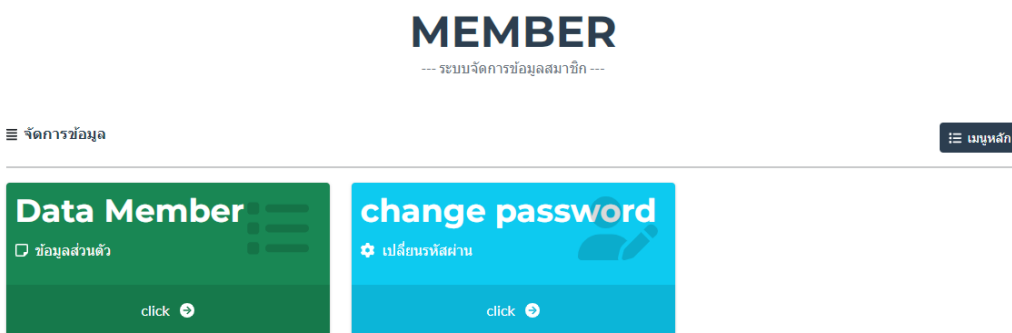 MEMBER
--- ระบบจัดการข้อมูลสมาชิก ---
จัดการข้อมูล
เมนูหลัก
Data Member
ข้อมูลส่วนตัว
click
change password
เปลี่ยนรหัสผ่าน
click